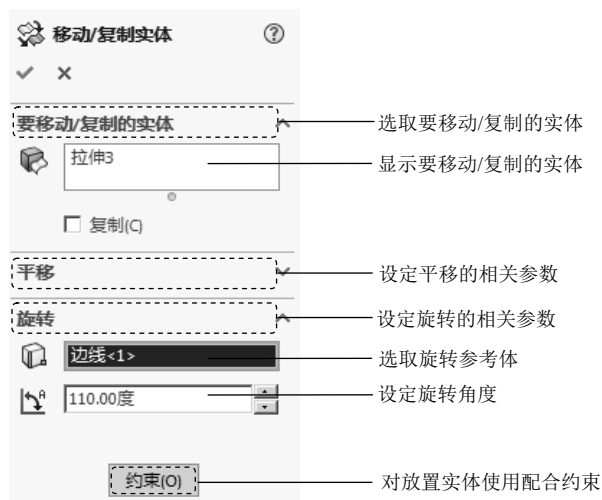 移动/复制实体
要移动/复制的实体
选取要移动/复制的实体
拉伸3
显示要移动/复制的实体
复制(C)
平移
设定平移的相关参数
旋转
设定旋转的相关参数
边线<1>
选取旋转参考体
110.00度
设定旋转角度
约束(O)
对放置实体使用配合约束